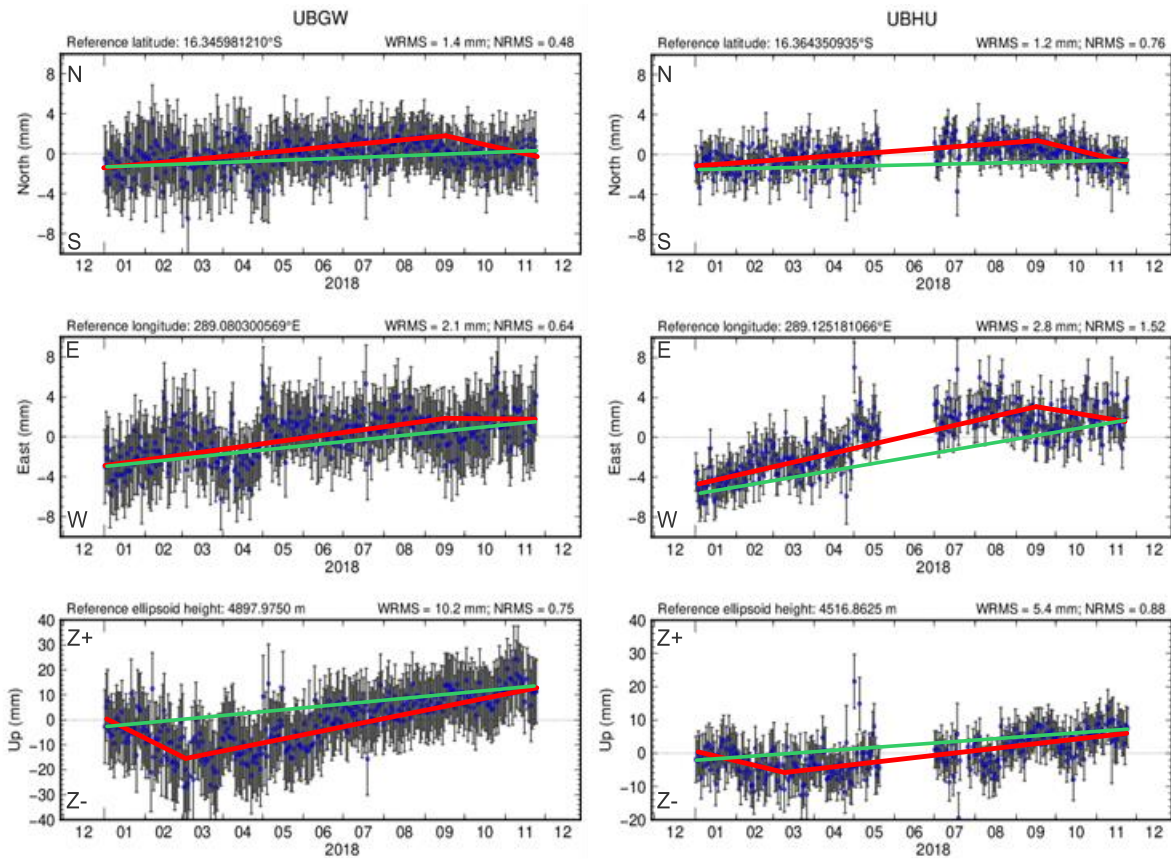 UBGW
Reference latitude: 16.345981210°S WRMS = 1.4 mm; NRMS = 0.48
N
8
4
0
−4
−8
North (mm)
S
12 01 02 03 04 05 06 07 08 09 10 11 12
2018
Reference longitude: 289.080300569°E WRMS = 2.1 mm; NRMS = 0.64
E
8
4
0
−4
−8
East (mm)
W
12 01 02 03 04 05 06 07 08 09 10 11 12
2018
Reference ellipsoid height: 4897.9750 m WRMS = 10.2 mm; NRMS = 0.75
40
Z+
30
20
10
0
−10
−20
−30
−40
Up (mm)
Z-
12 01 02 03 04 05 06 07 08 09 10 11 12
2018
UBHU
Reference latitude: 16.364350935°S WRMS = 1.2 mm; NRMS = 0.76
N
8
4
0
−4
−8
North (mm)
S
12 01 02 03 04 05 06 07 08 09 10 11 12
2018
Reference longitude: 289.125181066°E WRMS = 2.8 mm; NRMS = 1.52
E
8
4
0
−4
−8
East (mm)
W
12 01 02 03 04 05 06 07 08 09 10 11 12
2018
Reference ellipsoid height: 4516.8625 m WRMS = 5.4 mm; NRMS = 0.88
40
Z+
30
20
10
0
−10
−20
Up (mm)
Z-
12 01 02 03 04 05 06 07 08 09 10 11 12
2018